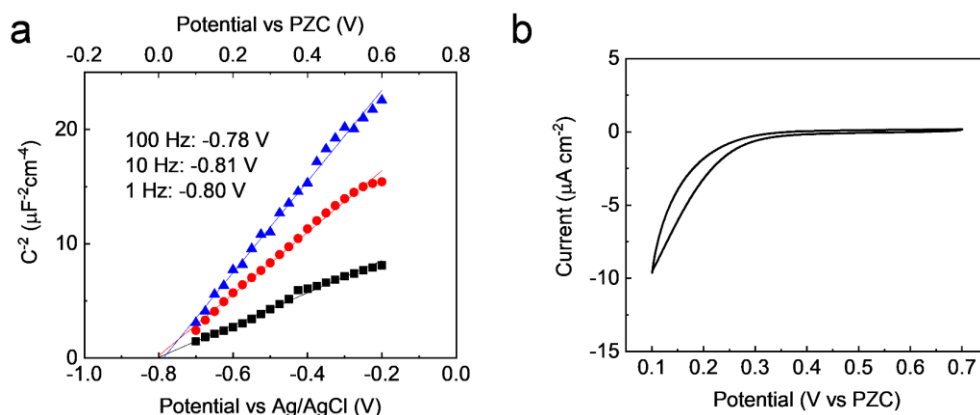 a
Potential vs PZC (V)
-0.2 0.0 0.2 0.4 0.6 0.8
100 Hz: -0.78 V
10 Hz: -0.81 V
1 Hz: -0.80 V
20
10
0
C⁻² (μF⁻²cm⁻⁴)
-1.0 -0.8 -0.6 -0.4 -0.2 0.0
Potential vs Ag/AgCl (V)
b
5
0
-5
-10
-15
Current (μA cm⁻²)
0.1 0.2 0.3 0.4 0.5 0.6 0.7
Potential (V vs PZC)